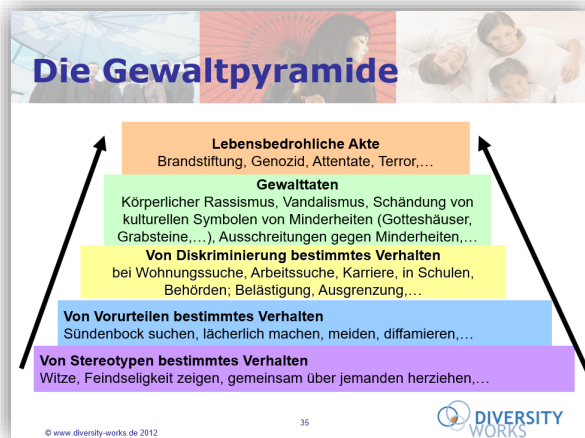 Die Gewaltpyramide
Lebensbedrohliche Akte
Brandstiftung, Genozid, Attentate, Terror,…
Gewalttaten
Körperlicher Rassismus, Vandalismus, Schändung von
kulturellen Symbolen von Minderheiten (Gotteshäuser,
Grabsteine,…), Ausschreitungen gegen Minderheiten,…
Von Diskriminierung bestimmtes Verhalten
bei Wohnungssuche, Arbeitssuche, Karriere, in Schulen,
Behörden; Belästigung, Ausgrenzung,…
Von Vorurteilen bestimmtes Verhalten
Sündenbock suchen, lächerlich machen, meiden, diffamieren,…
Von Stereotypen bestimmtes Verhalten
Witze, Feindseligkeit zeigen, gemeinsam über jemanden herziehen,…
© www.diversity-works.de 2012
35
DIVERSITY
WORKS